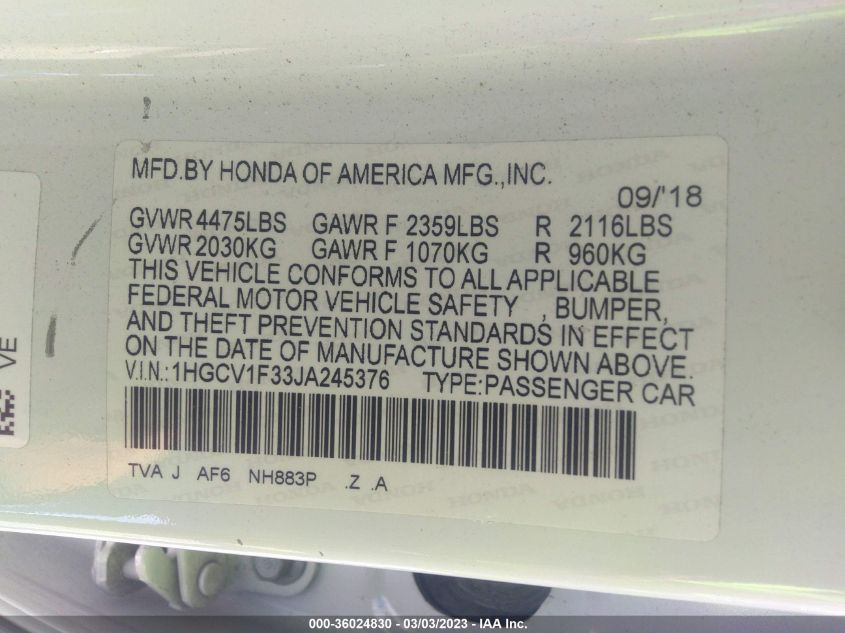 MFD.BY HONDA OF AMERICA MFG.,INC.
09/'18
GVWR 4475LBS GAWR F 2359LBS R 2116LBS
GVWR 2030KG GAWR F 1070KG R 960KG
THIS VEHICLE CONFORMS TO ALL APPLICABLE
FEDERAL MOTOR VEHICLE SAFETY , BUMPER,
AND THEFT PREVENTION STANDARDS IN EFFECT
ON THE DATE OF MANUFACTURE SHOWN ABOVE.
V.I.N.:1HGCV1F33JA245376 TYPE:PASSENGER CAR
TVA J AF6 NH883P .Z .A
VE
000-36024830 - 03/03/2023 - IAA Inc.